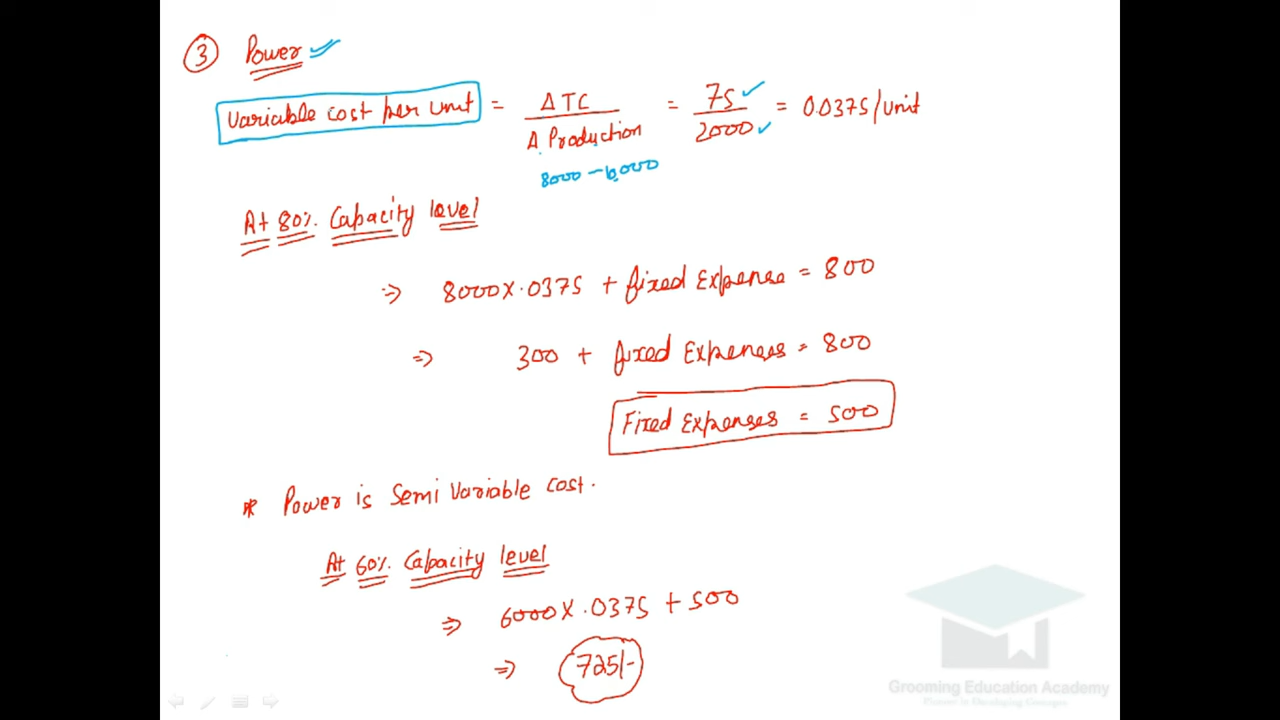 ③ Power
Variable cost per unit = Δ TC / Δ Production = 75 / 2000 = 0.0375/unit
8000 - 6000
At 80% Capacity level
⇒ 8000 X .0375 + fixed Expense = 800
⇒ 300 + fixed Expenses = 800
Fixed Expenses = 500
* Power is Semi Variable Cost.
At 60% Capacity level
⇒ 6000 X .0375 + 500
⇒ 725/-
Grooming Education Academy